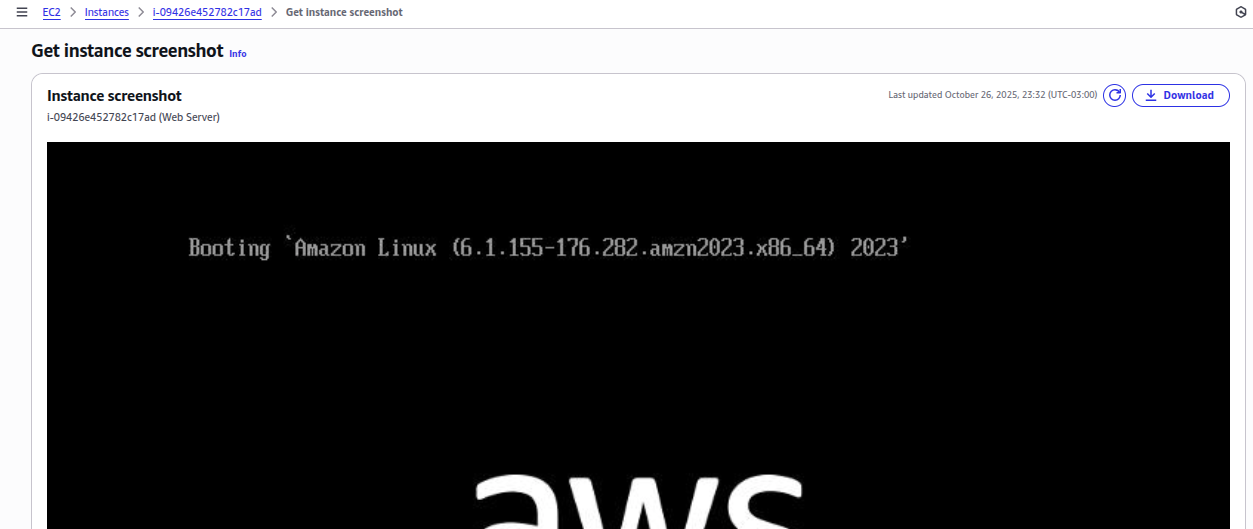 EC2 > Instances > i-09426e452782c17ad > Get instance screenshot
Get instance screenshot Info
Instance screenshot
Last updated October 26, 2025, 23:32 (UTC-03:00) Download
i-09426e452782c17ad (Web Server)
Booting `Amazon Linux (6.1.155-176.282.amzn2023.x86_64) 2023'
aws